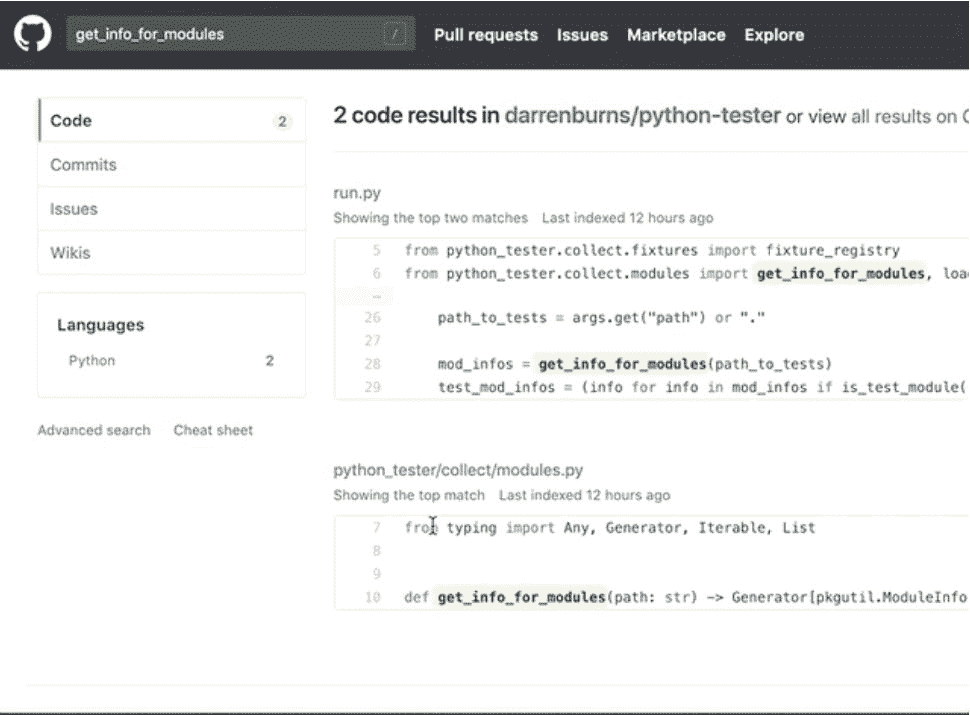 get_info_for_modules /
Pull requests Issues Marketplace Explore
Code 2
Commits
Issues
Wikis
Languages
Python 2
Advanced search Cheat sheet
2 code results in darrenburns/python-tester or view all results on
run.py
Showing the top two matches Last indexed 12 hours ago
5 from python_tester.collect.fixtures import fixture_registry
6 from python_tester.collect.modules import get_info_for_modules, loa
…
26 path_to_tests = args.get("path") or "."
27
28 mod_infos = get_info_for_modules(path_to_tests)
29 test_mod_infos = (info for info in mod_infos if is_test_module(
python_tester/collect/modules.py
Showing the top match Last indexed 12 hours ago
7 from typing import Any, Generator, Iterable, List
8
9
10 def get_info_for_modules(path: str) -> Generator[pkgutil.ModuleInfo